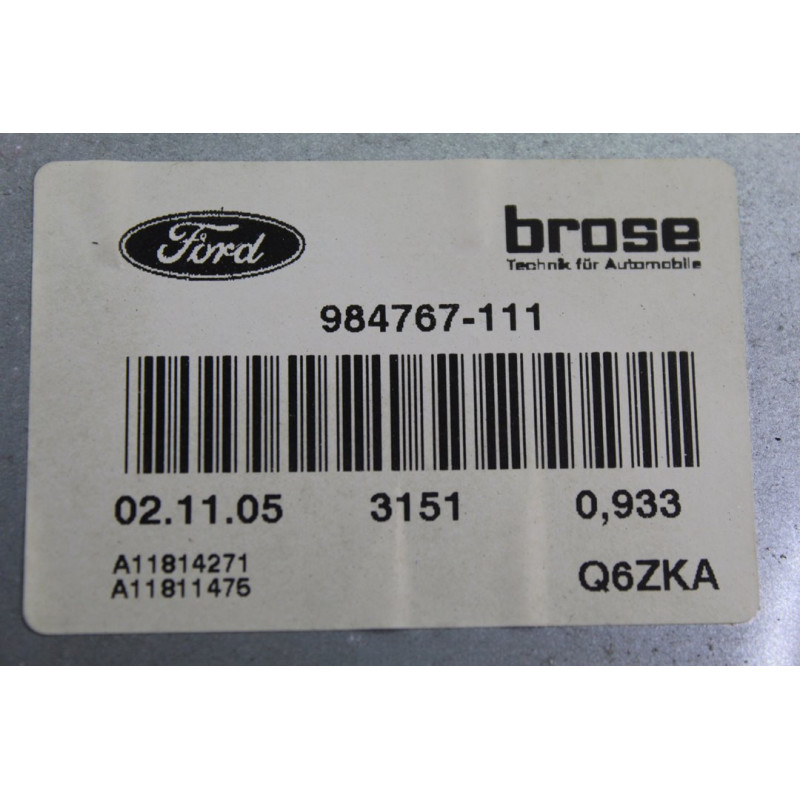 Ford
brose
Technik für Automobile
984767-111
02.11.05 3151 0,933
A11814271
A11811475
Q6ZKA